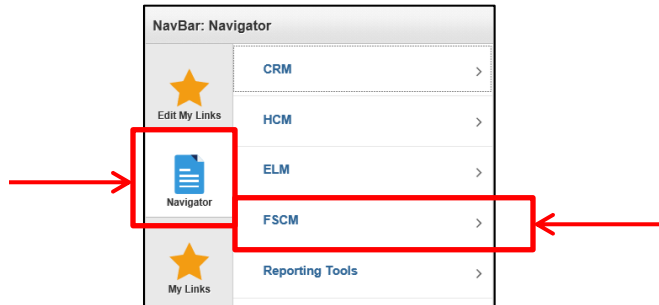 NavBar: Navigator
Edit My Links
Navigator
My Links
CRM
HCM
ELM
FSCM
Reporting Tools